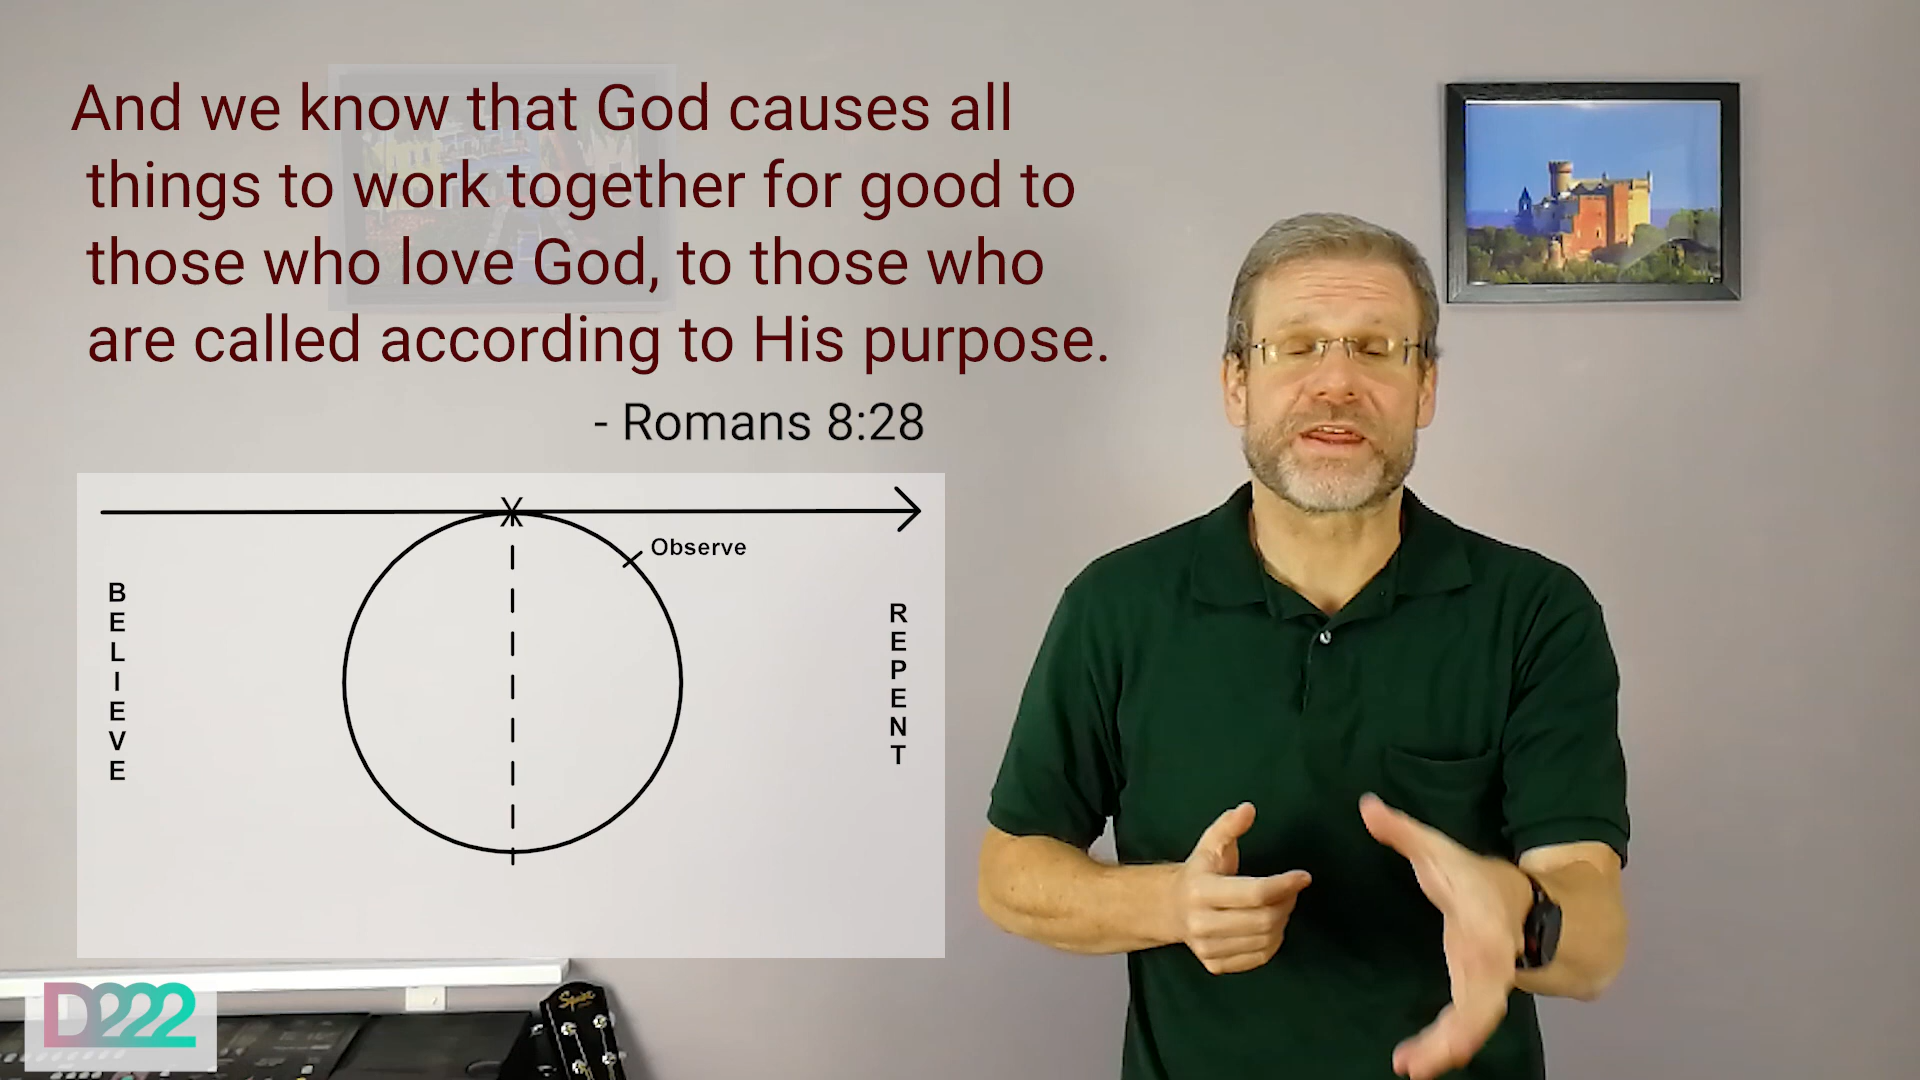 And we know that God causes all
things to work together for good to
those who love God, to those who
are called according to His purpose.
- Romans 8:28
X
Observe
BELIEVE
REPENT
D222
Squier